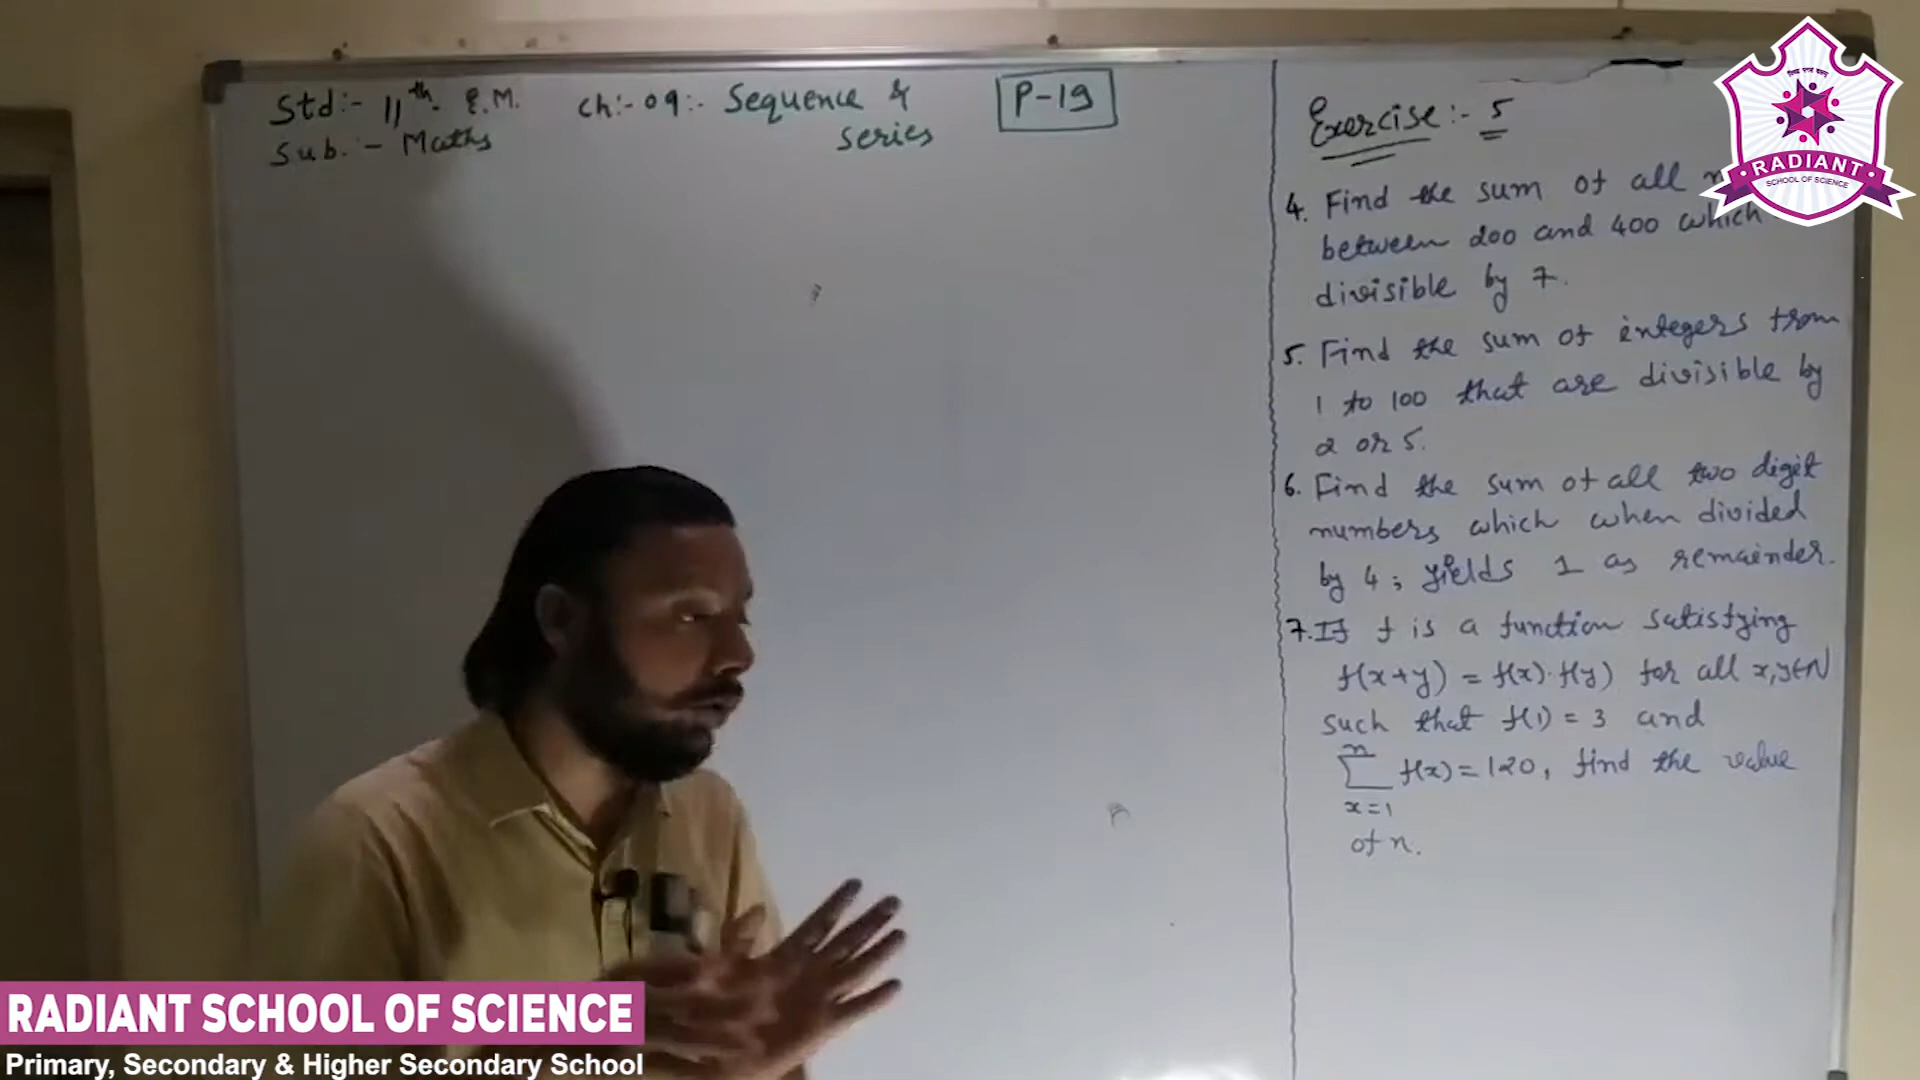 Std:- 11th E.M.
Sub.:- Maths
Ch:- 09:- Sequence &
series
P-19
Exercise:- 5
4. Find the sum of all
between 200 and 400 which
divisible by 7.
5. Find the sum of integers from
1 to 100 that are divisible by
2 or 5.
6. Find the sum of all two digit
numbers which when divided
by 4; yields 1 as remainder.
7. If f is a function satisfying
f(x+y) = f(x)·f(y) for all x,y∈N
such that f(1) = 3 and
n
∑ f(x) = 120, find the value
x=1
of n.
RADIANT
SCHOOL OF SCIENCE
RADIANT SCHOOL OF SCIENCE
Primary, Secondary & Higher Secondary School